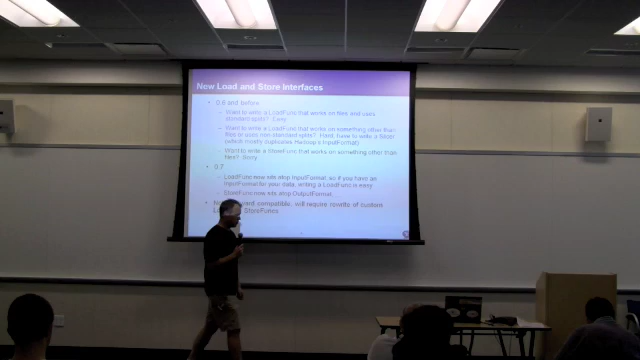 New Load and Store Interfaces
• 0.6 and before
– Want to write a LoadFunc that works on files and uses
standard splits? Easy
– Want to write a LoadFunc that works on something other than
files or uses non standard splits? Hard, have to write a Slicer
(which mostly duplicates Hadoop's InputFormat)
– Want to write a StoreFunc that works on something other than
files? Sorry
• 0.7
– LoadFunc now sits atop InputFormat, so if you have an
InputFormat for your data, writing a LoadFunc is easy
– StoreFunc now sits atop OutputFormat
• compatible, will require rewrite of custom
StoreFuncs